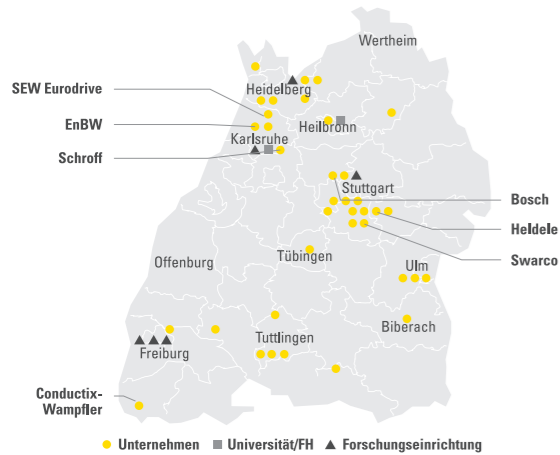 Wertheim
SEW Eurodrive
Heidelberg
EnBW
Heilbronn
Karlsruhe
Schroff
Stuttgart
Bosch
Heldele
Swarco
Tübingen
Offenburg
Ulm
Biberach
Tuttlingen
Freiburg
Conductix-
Wampfler
Unternehmen Universität/FH Forschungseinrichtung